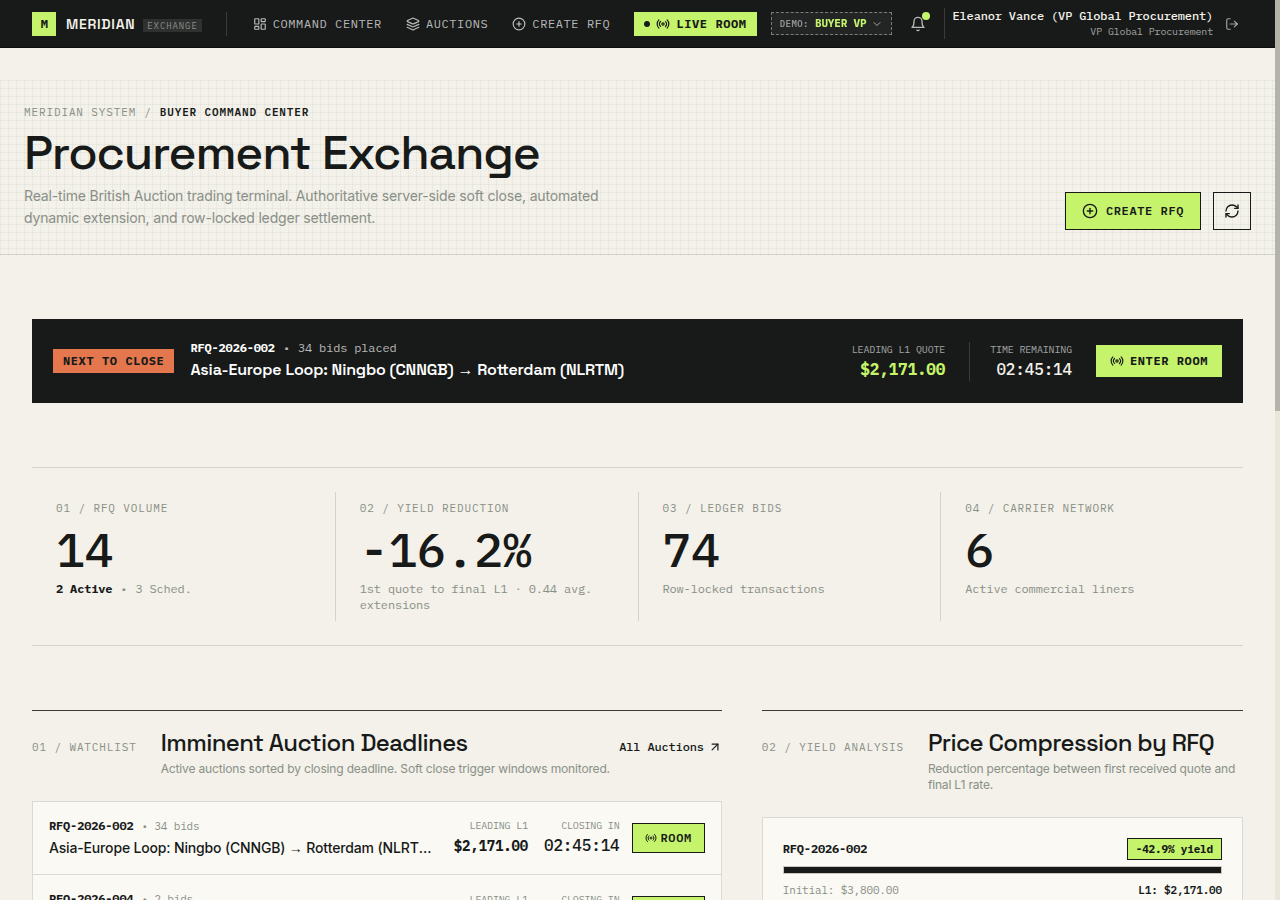 M MERIDIAN EXCHANGE COMMAND CENTER AUCTIONS CREATE RFQ LIVE ROOM DEMO: BUYER VP Eleanor Vance (VP Global Procurement)
VP Global Procurement
MERIDIAN SYSTEM / BUYER COMMAND CENTER
Procurement Exchange
Real-time British Auction trading terminal. Authoritative server-side soft close, automated
dynamic extension, and row-locked ledger settlement.
CREATE RFQ
NEXT TO CLOSE
RFQ-2026-002 • 34 bids placed
Asia-Europe Loop: Ningbo (CNNGB) → Rotterdam (NLRTM)
LEADING L1 QUOTE
$2,171.00
TIME REMAINING
02:45:14
ENTER ROOM
01 / RFQ VOLUME
14
2 Active • 3 Sched.
02 / YIELD REDUCTION
-16.2%
1st quote to final L1 · 0.44 avg.
extensions
03 / LEDGER BIDS
74
Row-locked transactions
04 / CARRIER NETWORK
6
Active commercial liners
01 / WATCHLIST
Imminent Auction Deadlines
Active auctions sorted by closing deadline. Soft close trigger windows monitored.
All Auctions
RFQ-2026-002 • 34 bids
Asia-Europe Loop: Ningbo (CNNGB) → Rotterdam (NLRT...
LEADING L1
$2,171.00
CLOSING IN
02:45:14
ROOM
RFQ-2026-004 • 2 bids
LEADING L1
CLOSING IN
02 / YIELD ANALYSIS
Price Compression by RFQ
Reduction percentage between first received quote and
final L1 rate.
RFQ-2026-002
-42.9% yield
Initial: $3,800.00
L1: $2,171.00